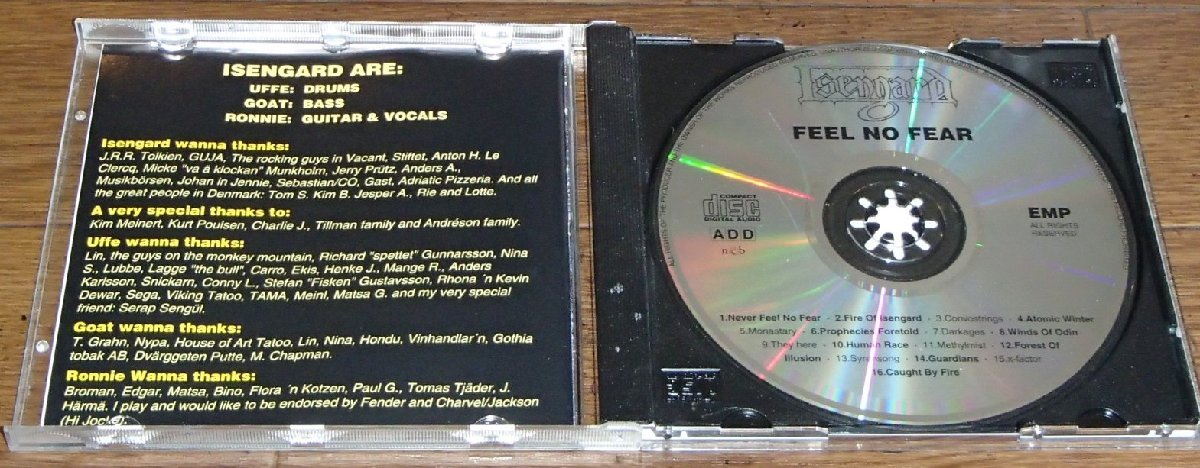 ISENGARD ARE:
UFFE: DRUMS
GOAT: BASS
RONNIE: GUITAR & VOCALS
Isengard wanna thanks:
J.R.R. Tolkien, GUJA, The rocking guys in Vacant, Stiftet, Anton H. Le
Clercq, Micke "va â klockan" Munkholm, Jerry Prütz, Anders A.,
Musikbörsen, Johan in Jennie, Sebastian/CO, Gast, Adriatic Pizzeria. And all
the great people in Denmark: Tom S. Kim B. Jesper A., Rie and Lotte.
A very special thanks to:
Kim Meinert, Kurt Poulsen, Charlie J., Tillman family and Andréson family.
Uffe wanna thanks:
Lin, the guys on the monkey mountain, Richard "spettet" Gunnarsson, Nina
S., Lubbe, Lagge "the bull", Carro, Ekis, Henke J., Mange R., Anders
Karlsson, Snickarn, Conny L., Stefan "Fisken" Gustavsson, Rhona ´n Kevin
Dewar, Sega, Viking Tatoo, TAMA, Meinl, Matsa G. and my very special
friend: Serap Sengül.
Goat wanna thanks:
T. Grahn, Nypa, House of Art Tatoo, Lin, Nina, Hondu, Vinhandlar´n, Gothia
tobak AB, Dvärggeten Putte, M. Chapman.
Ronnie Wanna thanks:
Broman, Edgar, Matsa, Bino, Flora ´n Kotzen, Paul G., Tomas Tjäder, J.
Härmä. I play and would like to be endorsed by Fender and Charvel/Jackson
(Hi Jocke).
Isengard
FEEL NO FEAR
COMPACT
disc
DIGITAL AUDIO
ADD
ncb
EMP
ALL RIGHTS
RESERVED
1.Never Feel No Fear · 2.Fire Of Isengard · 3.Convostrings · 4.Atomic Winter
5.Monastary · 6.Prophecies Foretold · 7.Darkages · 8.Winds Of Odin
9.They here · 10.Human Race · 11.Methylmist · 12.Forest Of
Illusion · 13.Synthsong · 14.Guardians · 15.x-factor
16.Caught By Fire